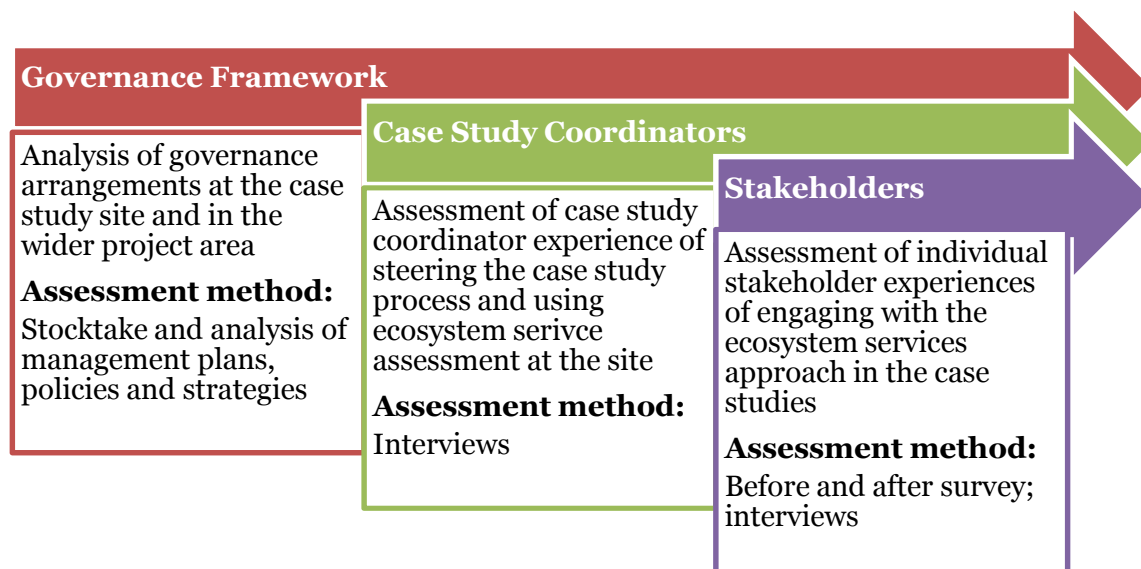 Governance Framework
Analysis of governance
arrangements at the case
study site and in the
wider project area
Assessment method:
Stocktake and analysis of
management plans,
policies and strategies
Case Study Coordinators
Assessment of case study
coordinator experience of
steering the case study
process and using
ecosystem serivce
assessment at the site
Assessment method:
Interviews
Stakeholders
Assessment of individual
stakeholder experiences
of engaging with the
ecosystem services
approach in the case
studies
Assessment method:
Before and after survey;
interviews